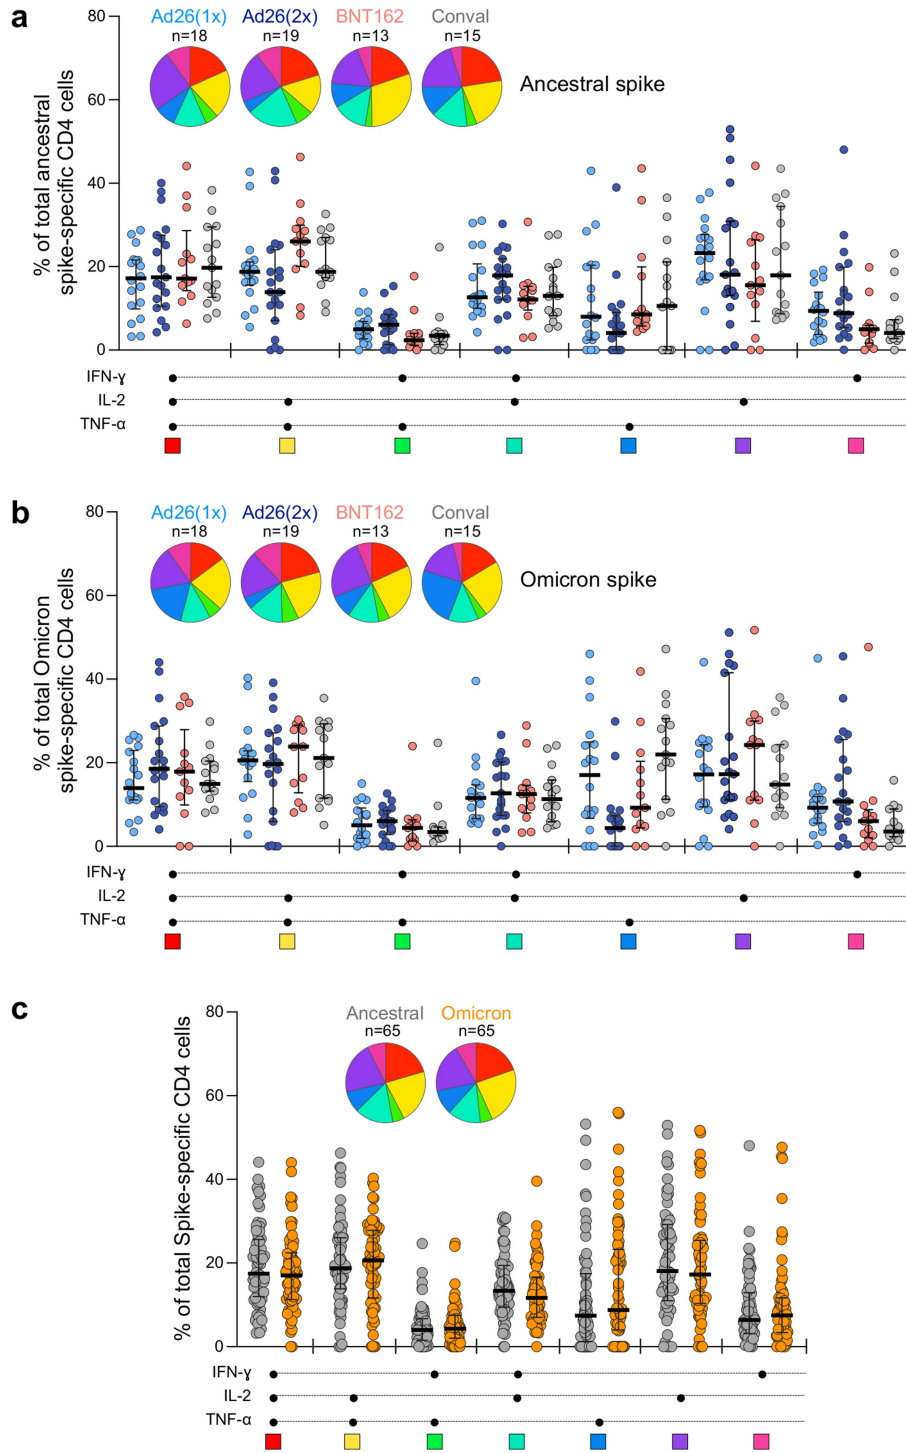 a
Ad26(1x) Ad26(2x) BNT162 Conval
n=18 n=19 n=13 n=15
Ancestral spike
% of total ancestral
spike-specific CD4 cells
80
60
40
20
0
IFN-ɣ
IL-2
TNF-α
b
Ad26(1x) Ad26(2x) BNT162 Conval
n=18 n=19 n=13 n=15
Omicron spike
% of total Omicron
spike-specific CD4 cells
80
60
40
20
0
IFN-ɣ
IL-2
TNF-α
c
Ancestral Omicron
n=65 n=65
% of total Spike-specific CD4 cells
80
60
40
20
0
IFN-ɣ
IL-2
TNF-α